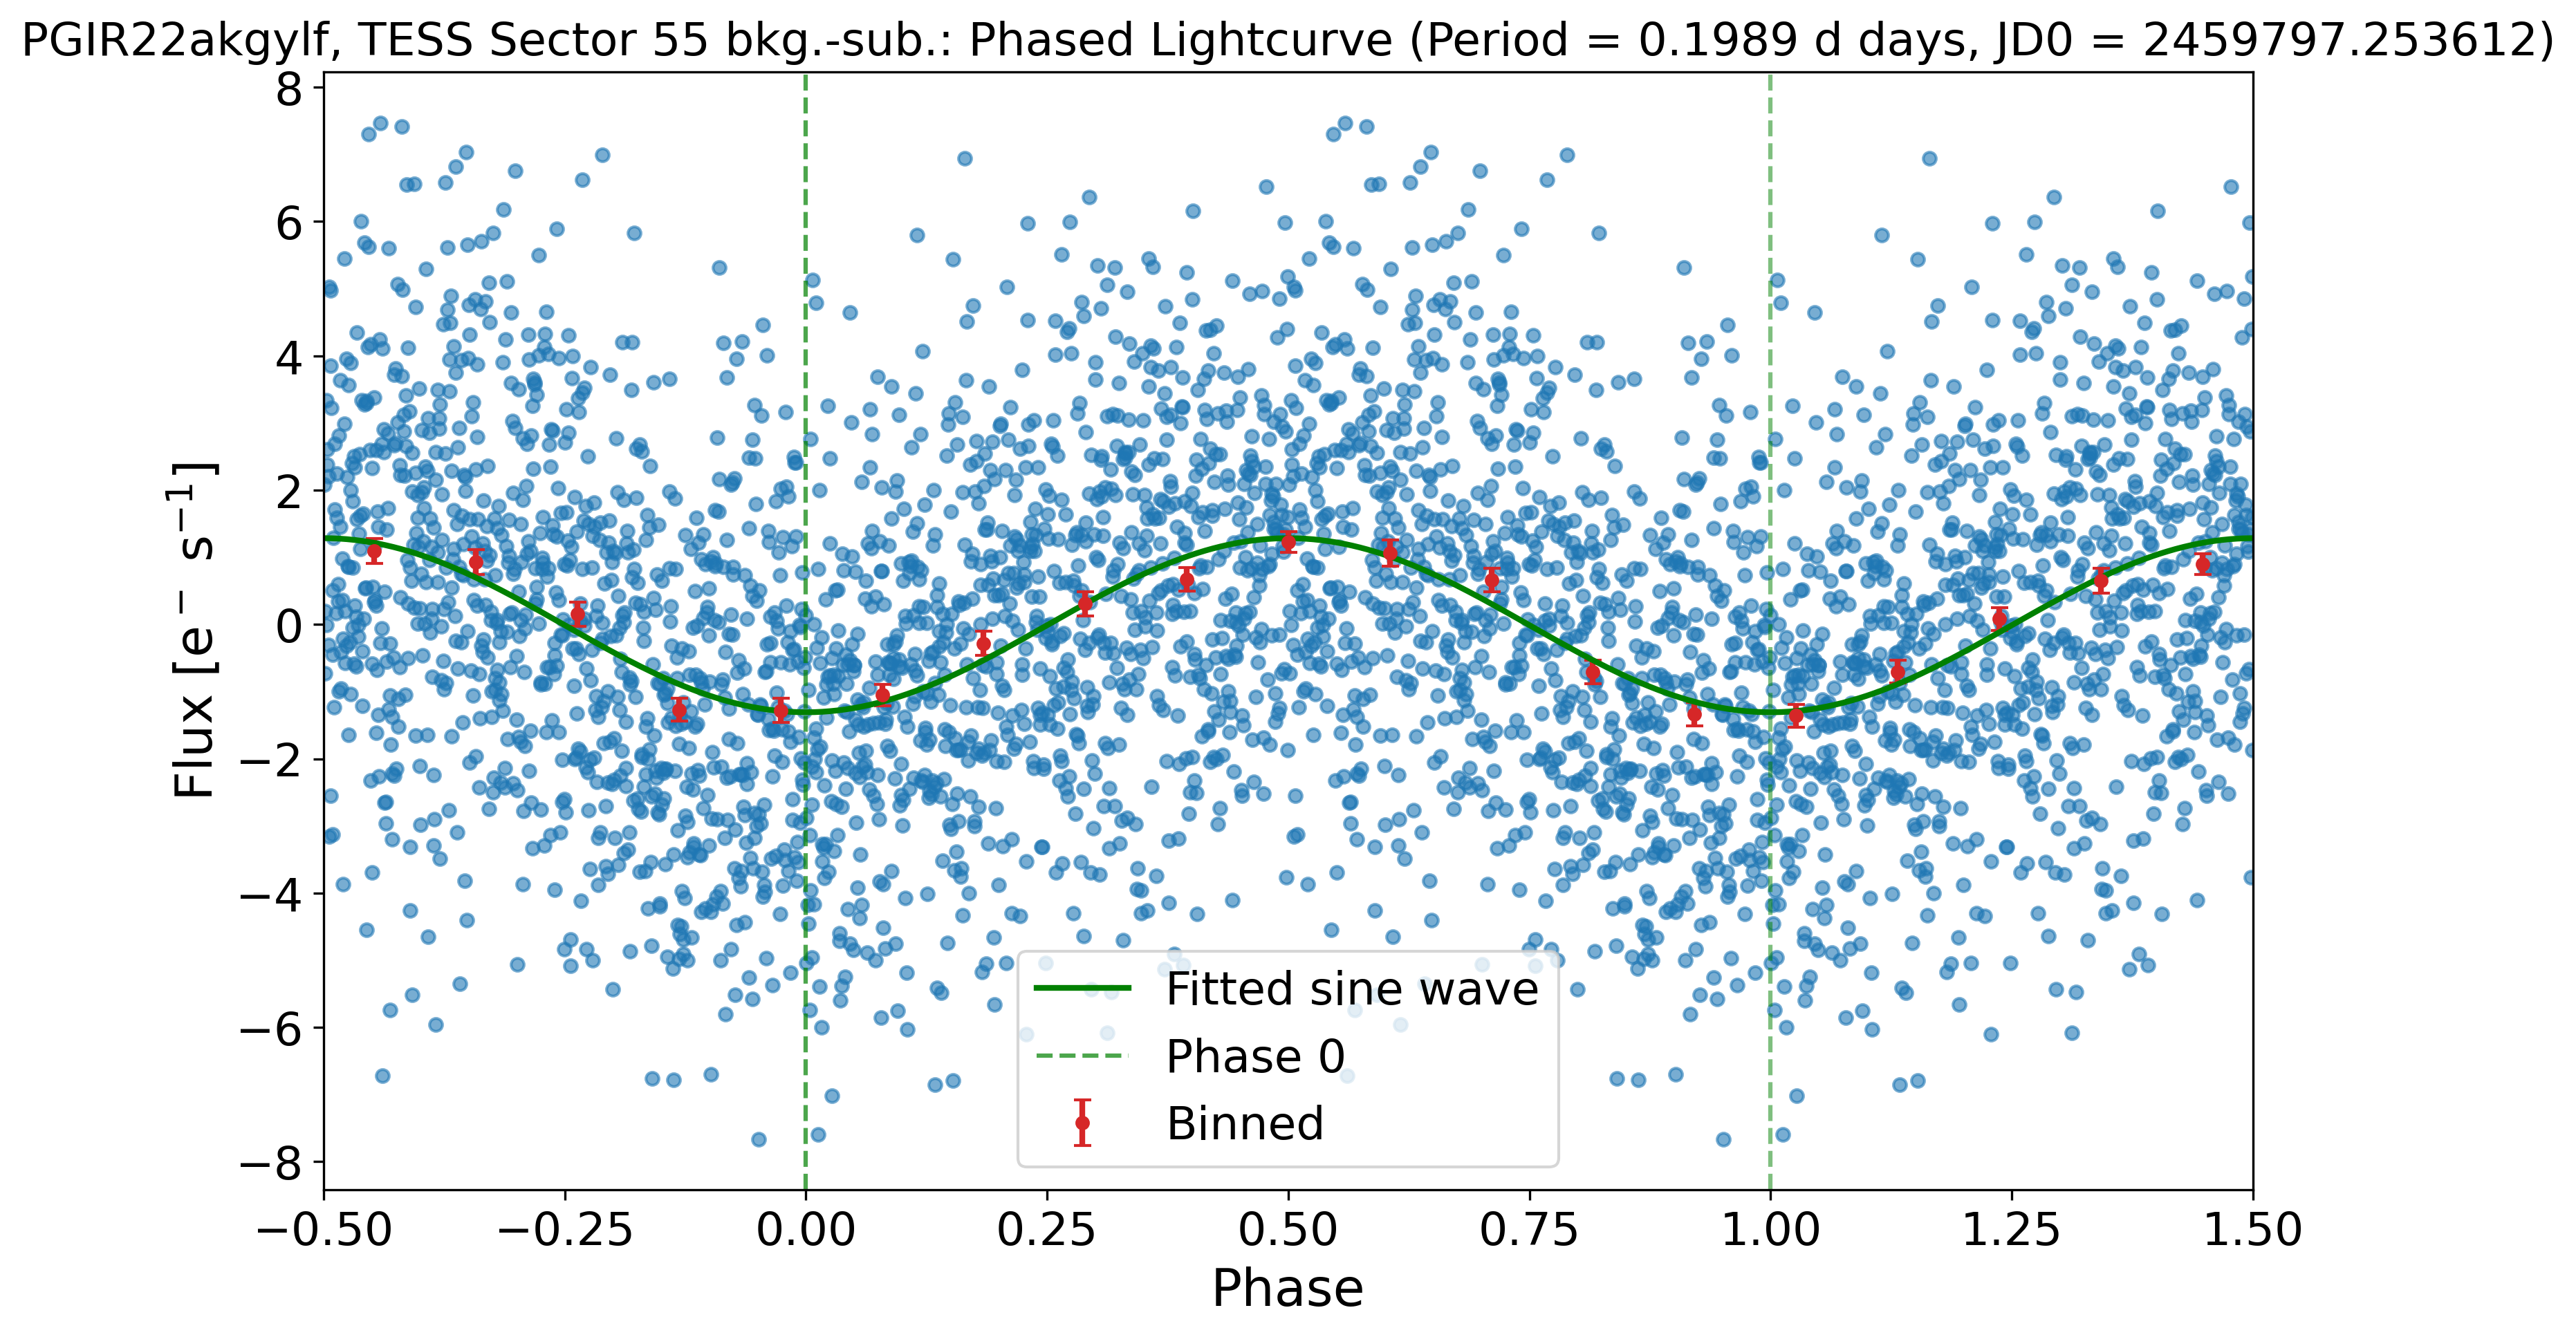 PGIR22akgylf, TESS Sector 55 bkg.-sub.: Phased Lightcurve (Period = 0.1989 d days, JD0 = 2459797.253612)
8
6
4
2
0
−2
−4
−6
−8
Flux [e⁻ s⁻¹]
Fitted sine wave
Phase 0
Binned
−0.50 −0.25 0.00 0.25 0.50 0.75 1.00 1.25 1.50
Phase